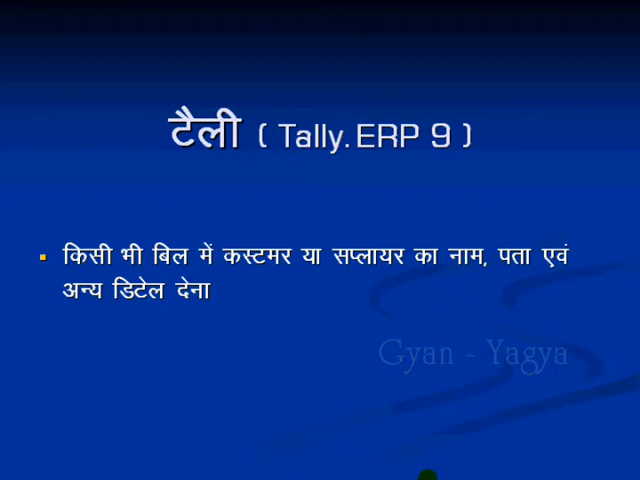 टैली ( Tally.ERP 9 )
▪ किसी भी बिल में कस्टमर या सप्लायर का नाम, पता एवं
अन्य डिटेल देना
Gyan - Yagya